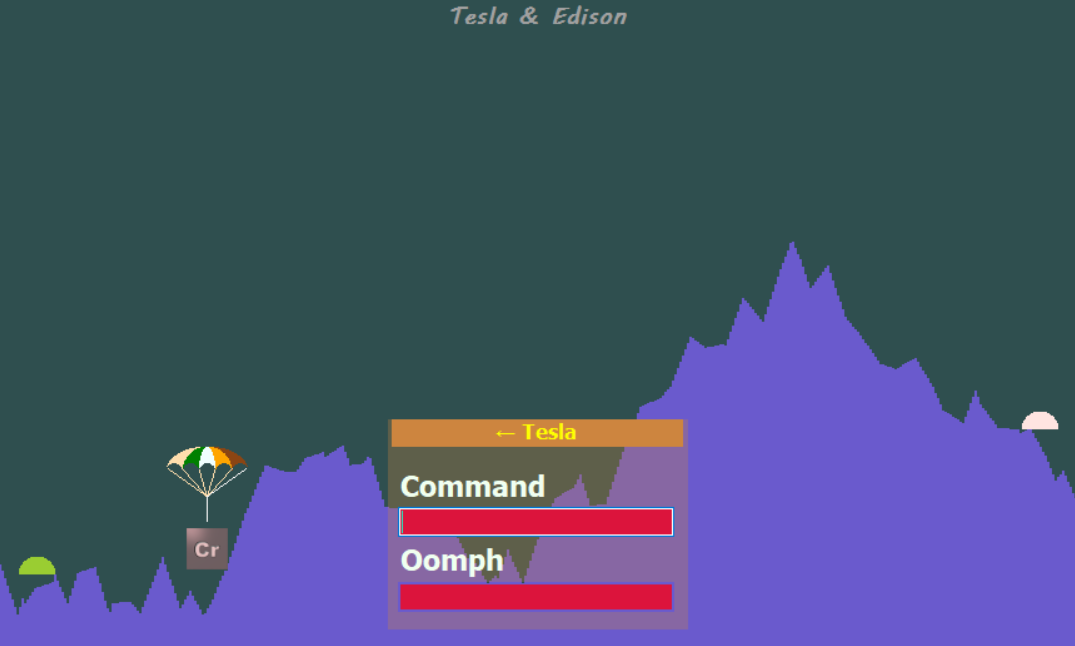 Tesla & Edison
← Tesla
Command
Cr
Oomph